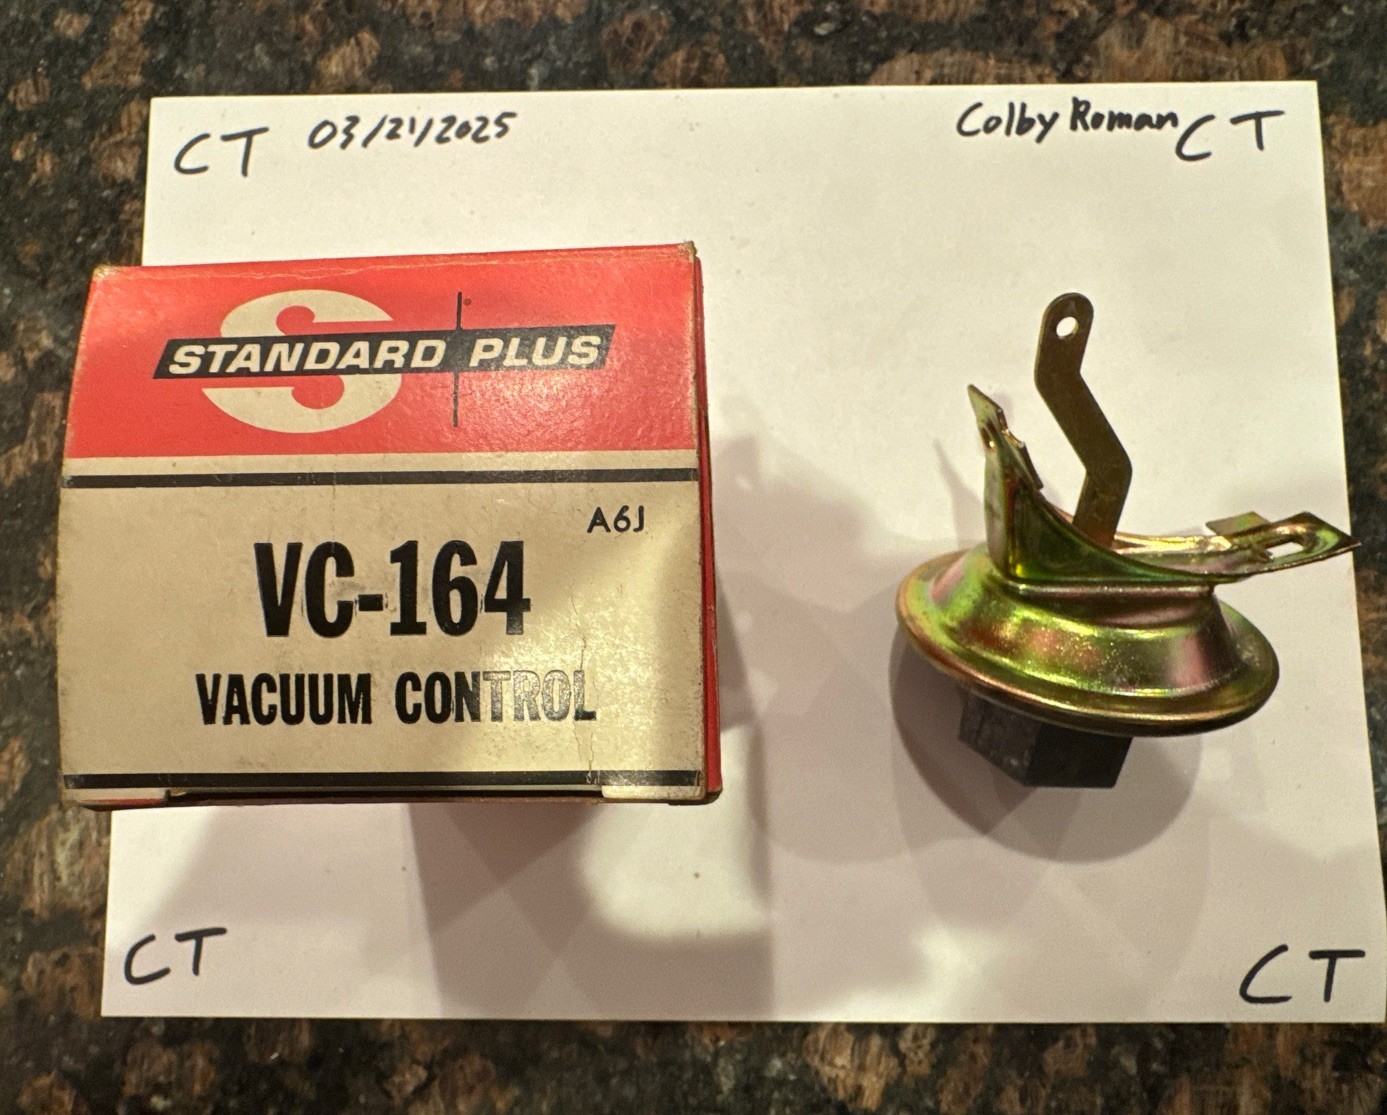 CT 03/21/2025
Colby Roman CT
S
STANDARD PLUS
A6J
VC-164
VACUUM CONTROL
CT
CT